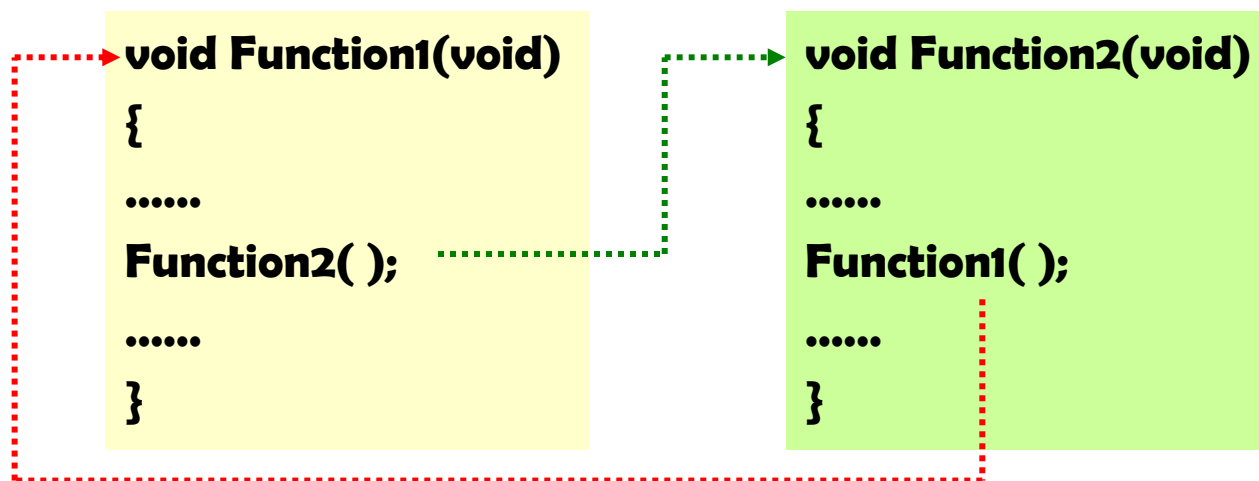 void Function1(void)
{
......
Function2( );
......
}
void Function2(void)
{
......
Function1( );
......
}